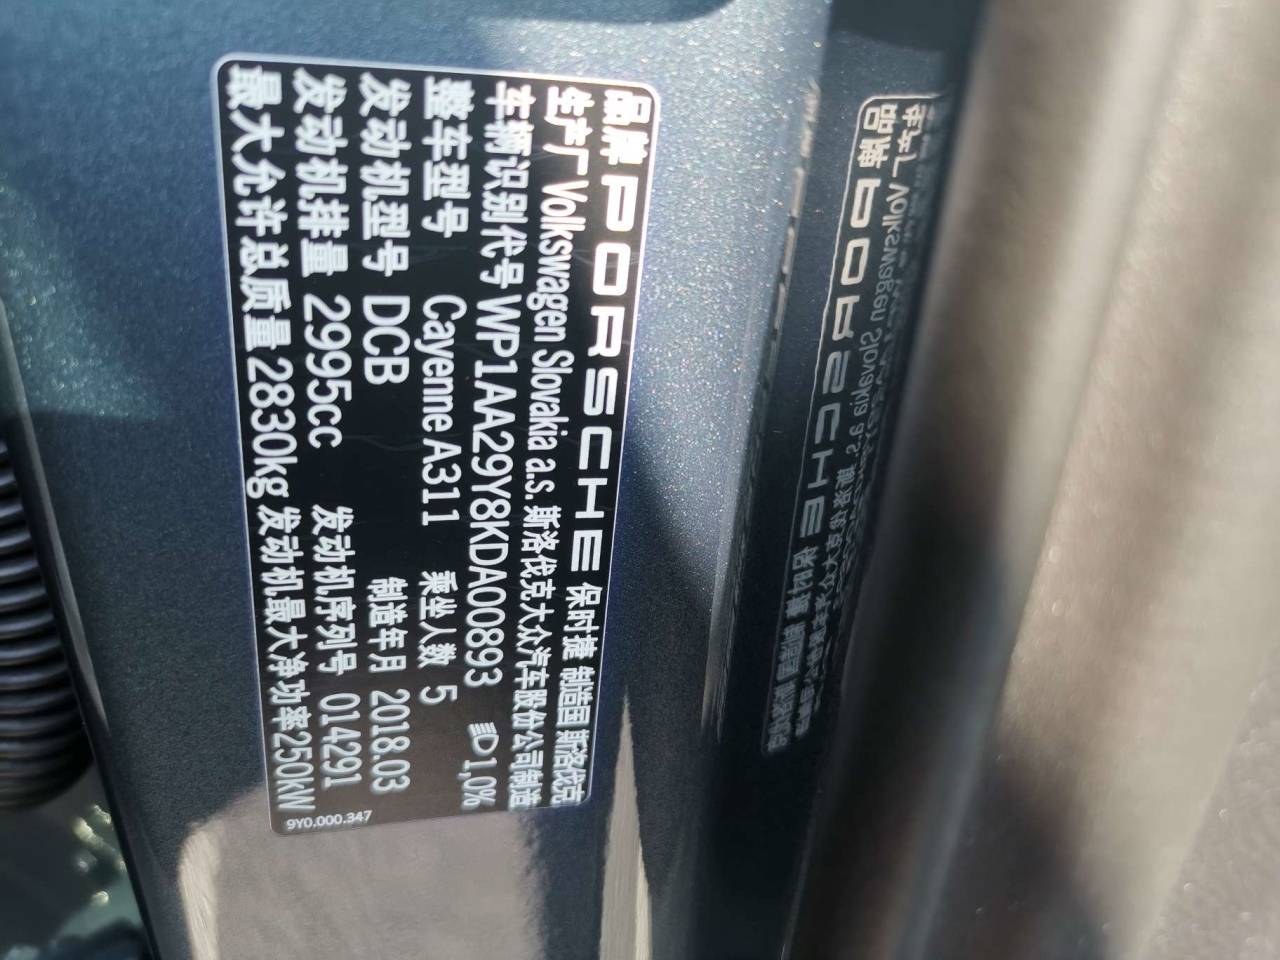 品牌 PORSCHE 保时捷 制造国 斯洛伐克
生产厂 Volkswagen Slovakia a.s. 斯洛伐克大众汽车股份公司制造
车辆识别代号 WP1AA29Y8KDA00893 1,0%
整车型号 Cayenne A311 乘坐人数 5
发动机型号 DCB 制造年月 2018.03
发动机排量 2995cc 发动机序列号 014291
最大允许总质量 2830kg 发动机最大净功率250kW
9Y0.000.347